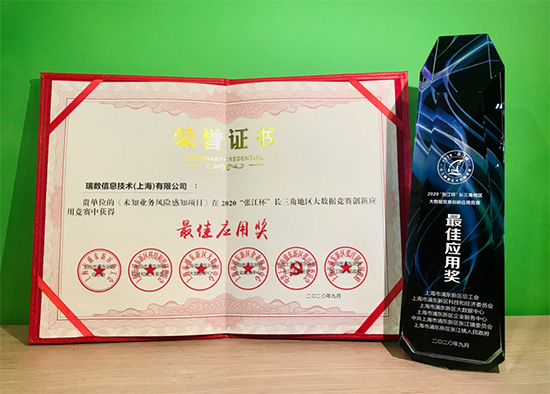 荣誉证书
HONORARY CREDENTIAL
瑞数信息技术(上海)有限公司 ：
贵单位的《未知业务风险感知项目》在 2020 “张江杯” 长三角地区大数据竞赛创新应
用竞赛中获得
最佳应用奖
二〇二〇年九月
2020 “张江杯” 长三角地区
大数据竞赛创新应用竞赛
最佳应用奖
上海市浦东新区总工会
上海市浦东新区科技和经济委员会
上海市浦东新区大数据中心
上海市浦东新区企业服务中心
中共上海市浦东新区张江镇委员会
上海市浦东新区张江镇人民政府
二〇二〇年九月